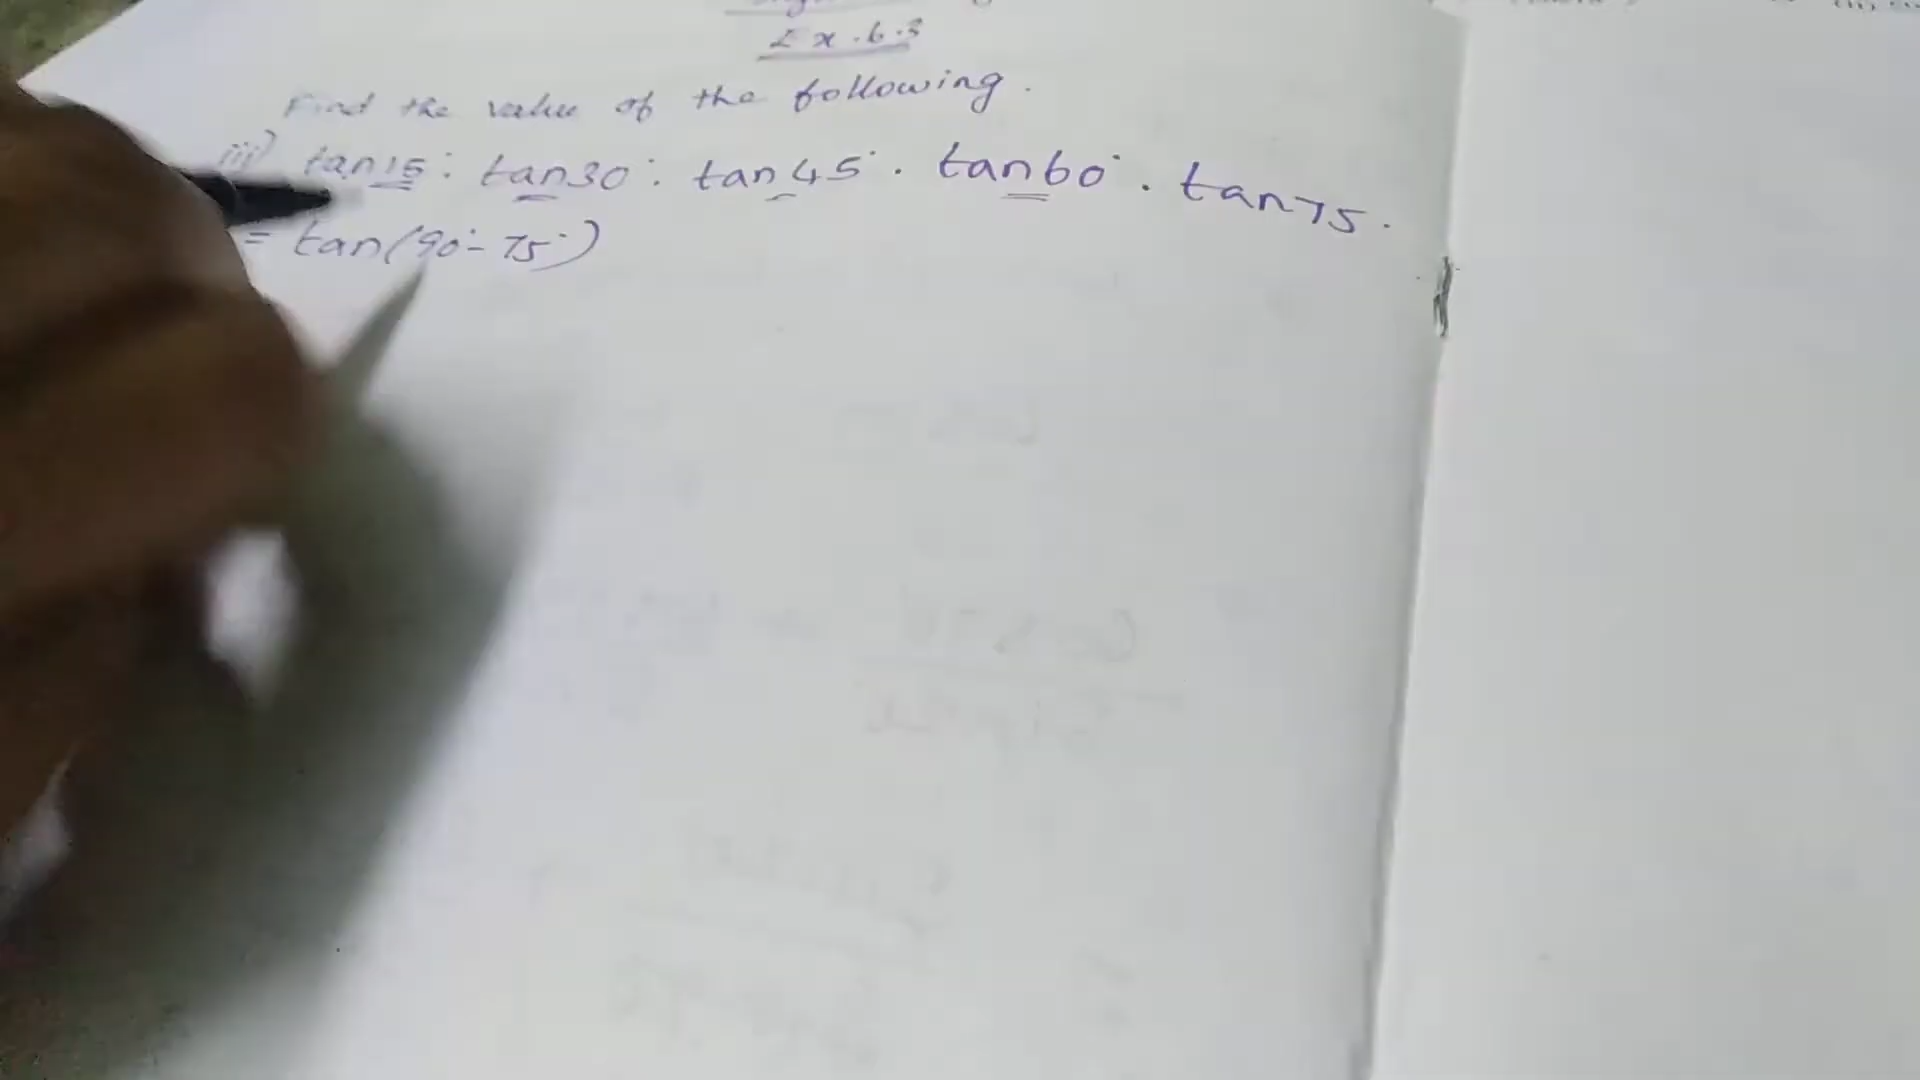 Ex.6.3
Find the value of the following.
iii) tan15°. tan30°. tan45°. tan60°. tan75.
= tan(90°- 75°)